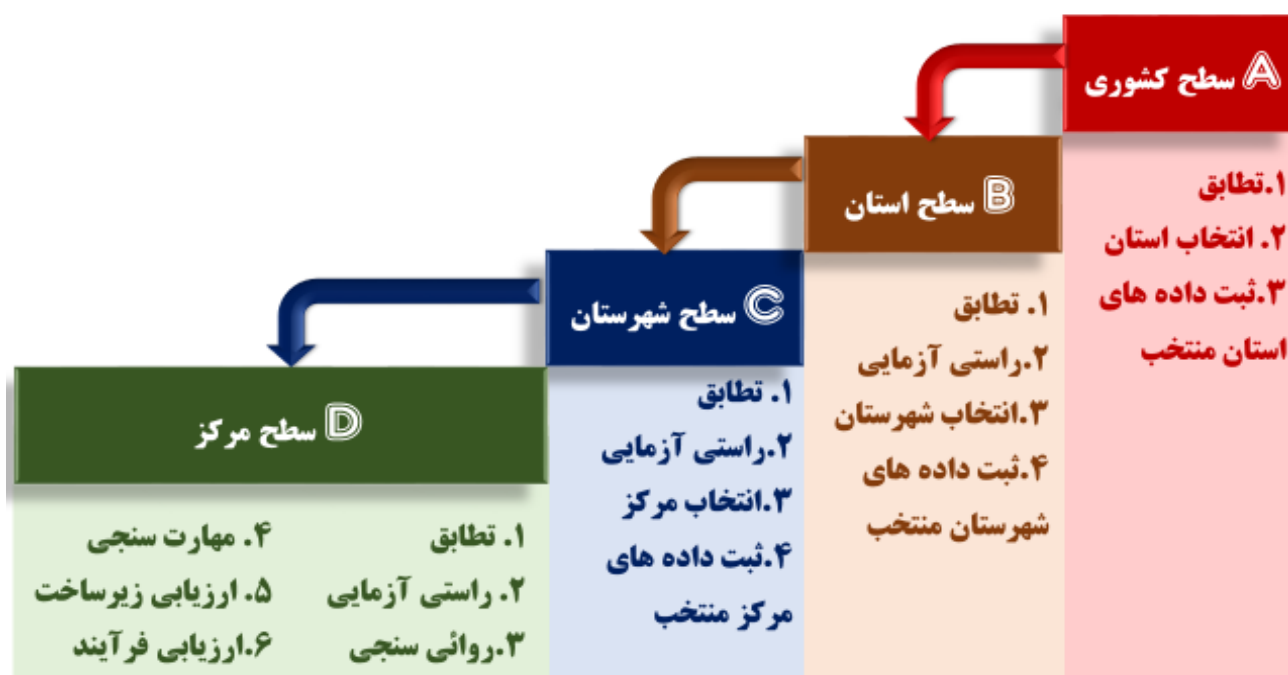 A سطح کشوری
۱.تطابق
۲. انتخاب استان
۳.ثبت داده های
استان منتخب
B سطح استان
۱. تطابق
۲.راستی آزمایی
۳.انتخاب شهرستان
۴.ثبت داده های
شهرستان منتخب
C سطح شهرستان
۱. تطابق
۲.راستی آزمایی
۳.انتخاب مرکز
۴.ثبت داده های
مرکز منتخب
D سطح مرکز
۱. تطابق
۲. راستی آزمایی
۳.روائی سنجی
۴. مهارت سنجی
۵. ارزیابی زیرساخت
۶.ارزیابی فرآیند